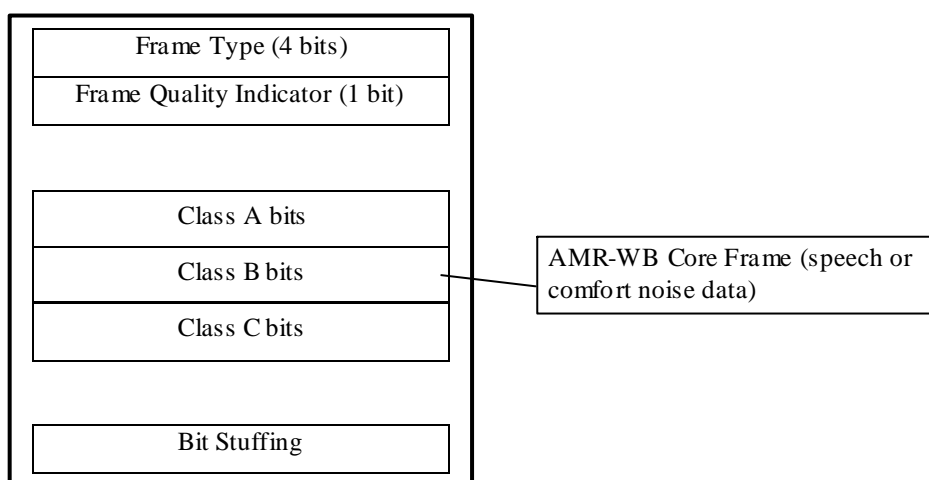 Frame Type (4 bits)
Frame Quality Indicator (1 bit)
Class A bits
Class B bits
Class C bits
AMR-WB Core Frame (speech or
comfort noise data)
Bit Stuffing